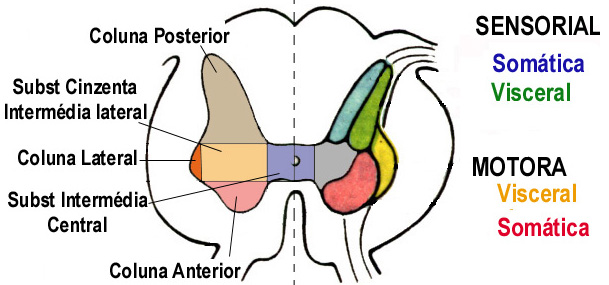 Coluna Posterior
Subst Cinzenta
Intermédia lateral
Coluna Lateral
Subst Intermédia
Central
Coluna Anterior
SENSORIAL
Somática
Visceral
MOTORA
Visceral
Somática